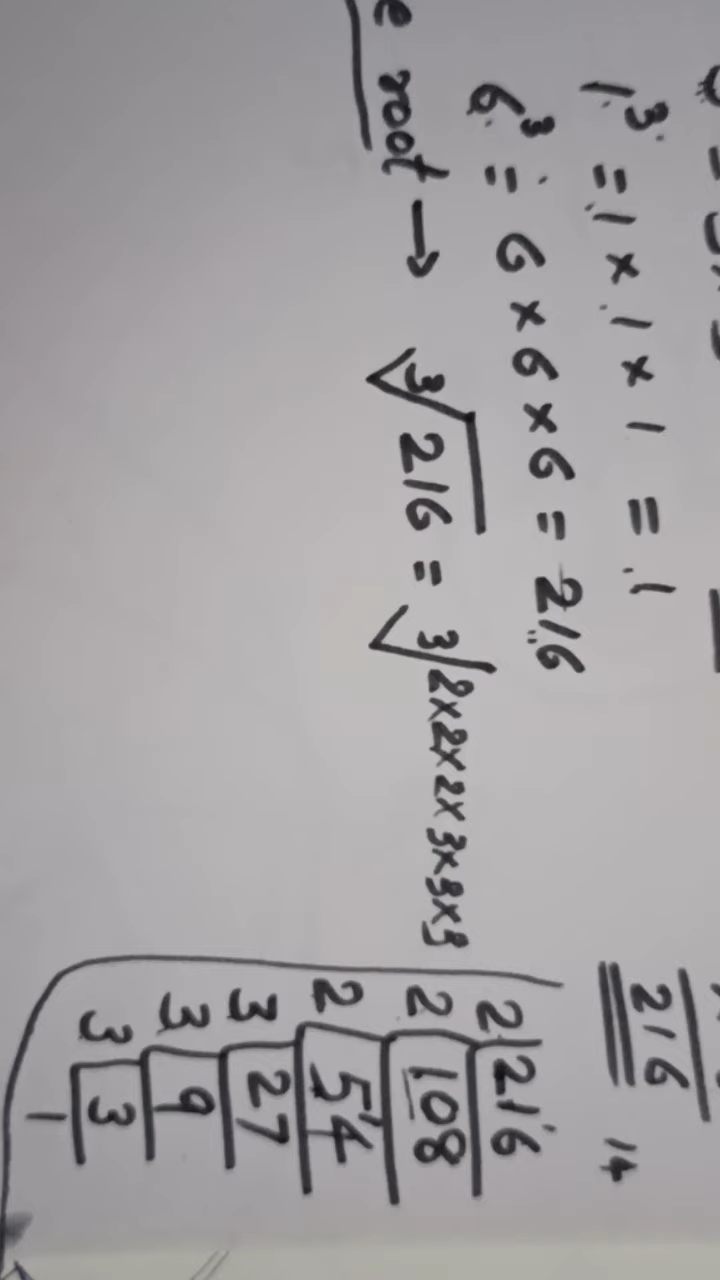 1³ = 1 × 1 × 1 = 1
6³ = 6 × 6 × 6 = 216
root → ∛216 = ∛2×2×2×3×3×3
216
14
2 | 216
2 | 108
2 | 54
3 | 27
3 | 9
3 | 3
1